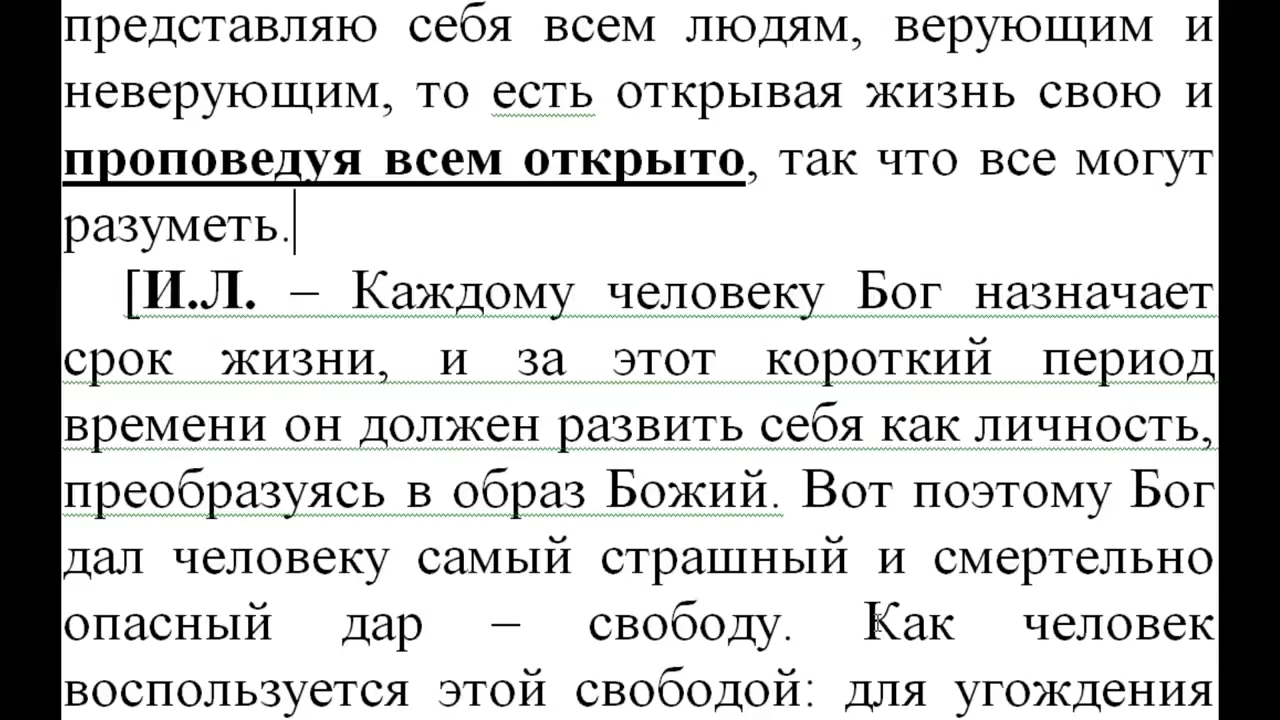 представляю себя всем людям, верующим и
неверующим, то есть открывая жизнь свою и
проповедуя всем открыто, так что все могут
разуметь.
[И.Л. – Каждому человеку Бог назначает
срок жизни, и за этот короткий период
времени он должен развить себя как личность,
преобразуясь в образ Божий. Вот поэтому Бог
дал человеку самый страшный и смертельно
опасный дар – свободу. Как человек
воспользуется этой свободой: для угождения